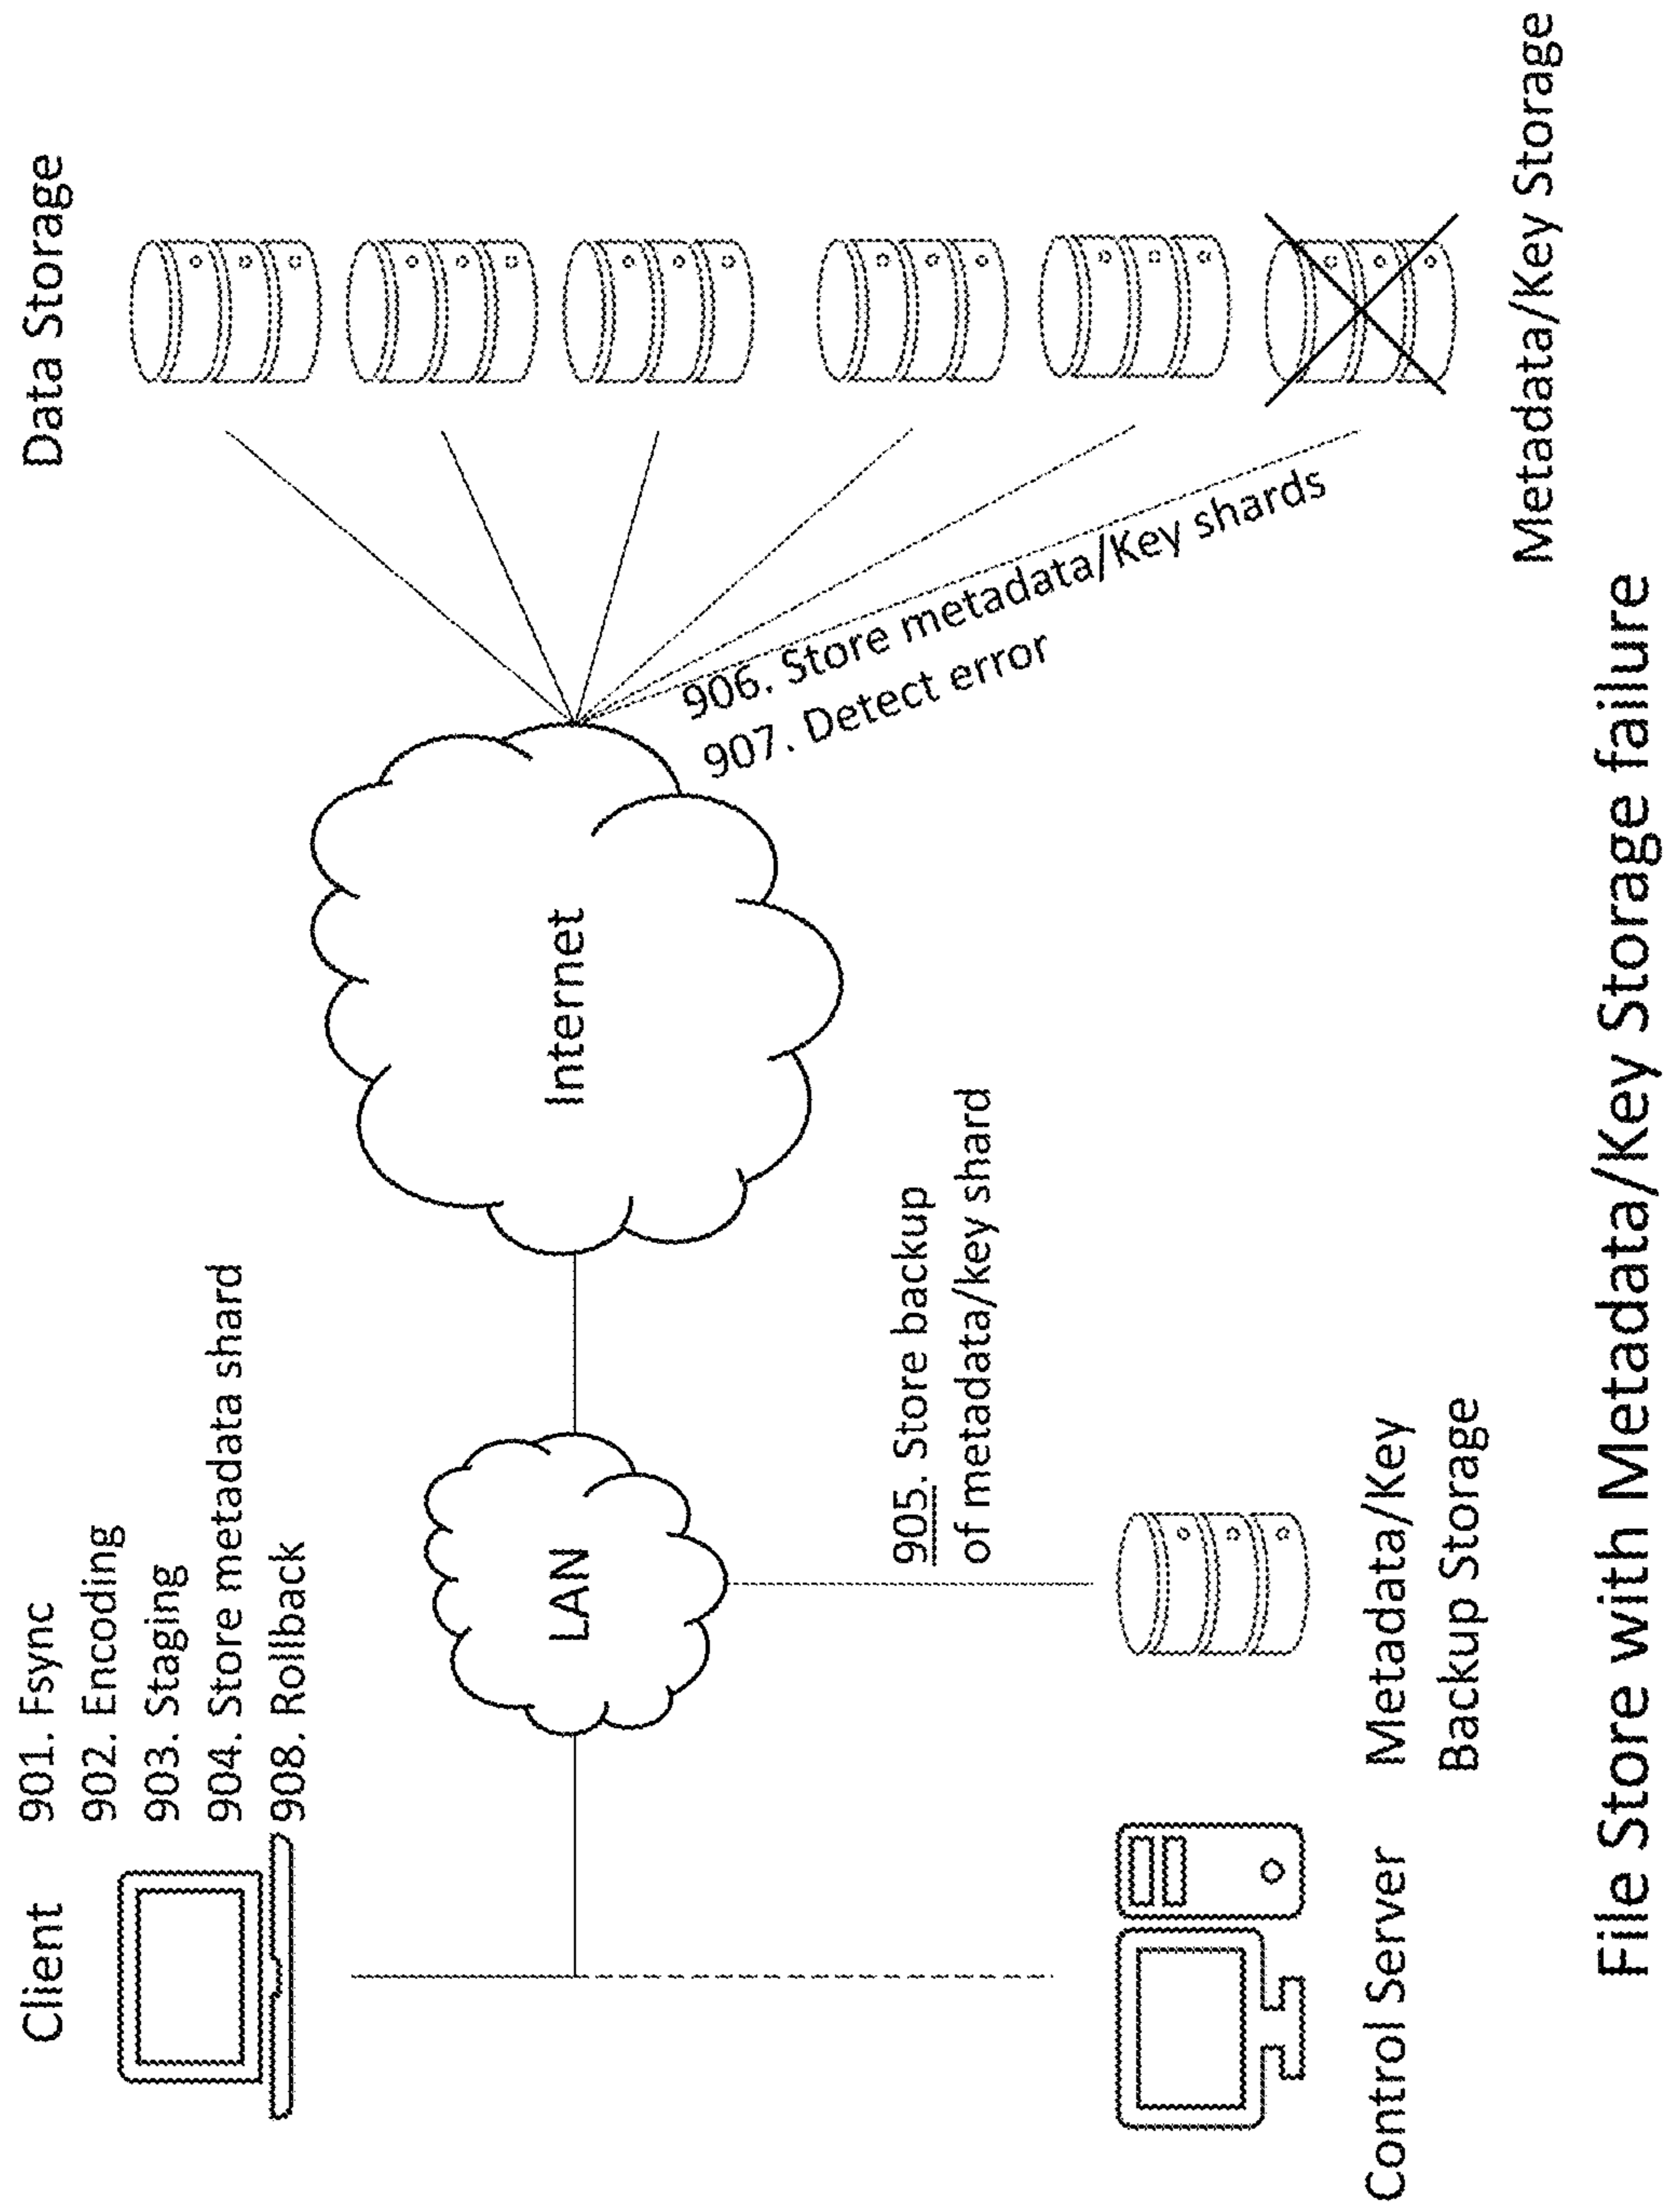 Client
901. Fsync
902. Encoding
903. Staging
904. Store metadata shard
908. Rollback
Data Storage
LAN
Internet
906. Store metadata/Key shards
907. Detect error
905. Store backup
of metadata/key shard
Control Server
Metadata/Key
Backup Storage
Metadata/Key Storage
File Store with Metadata/Key Storage failure